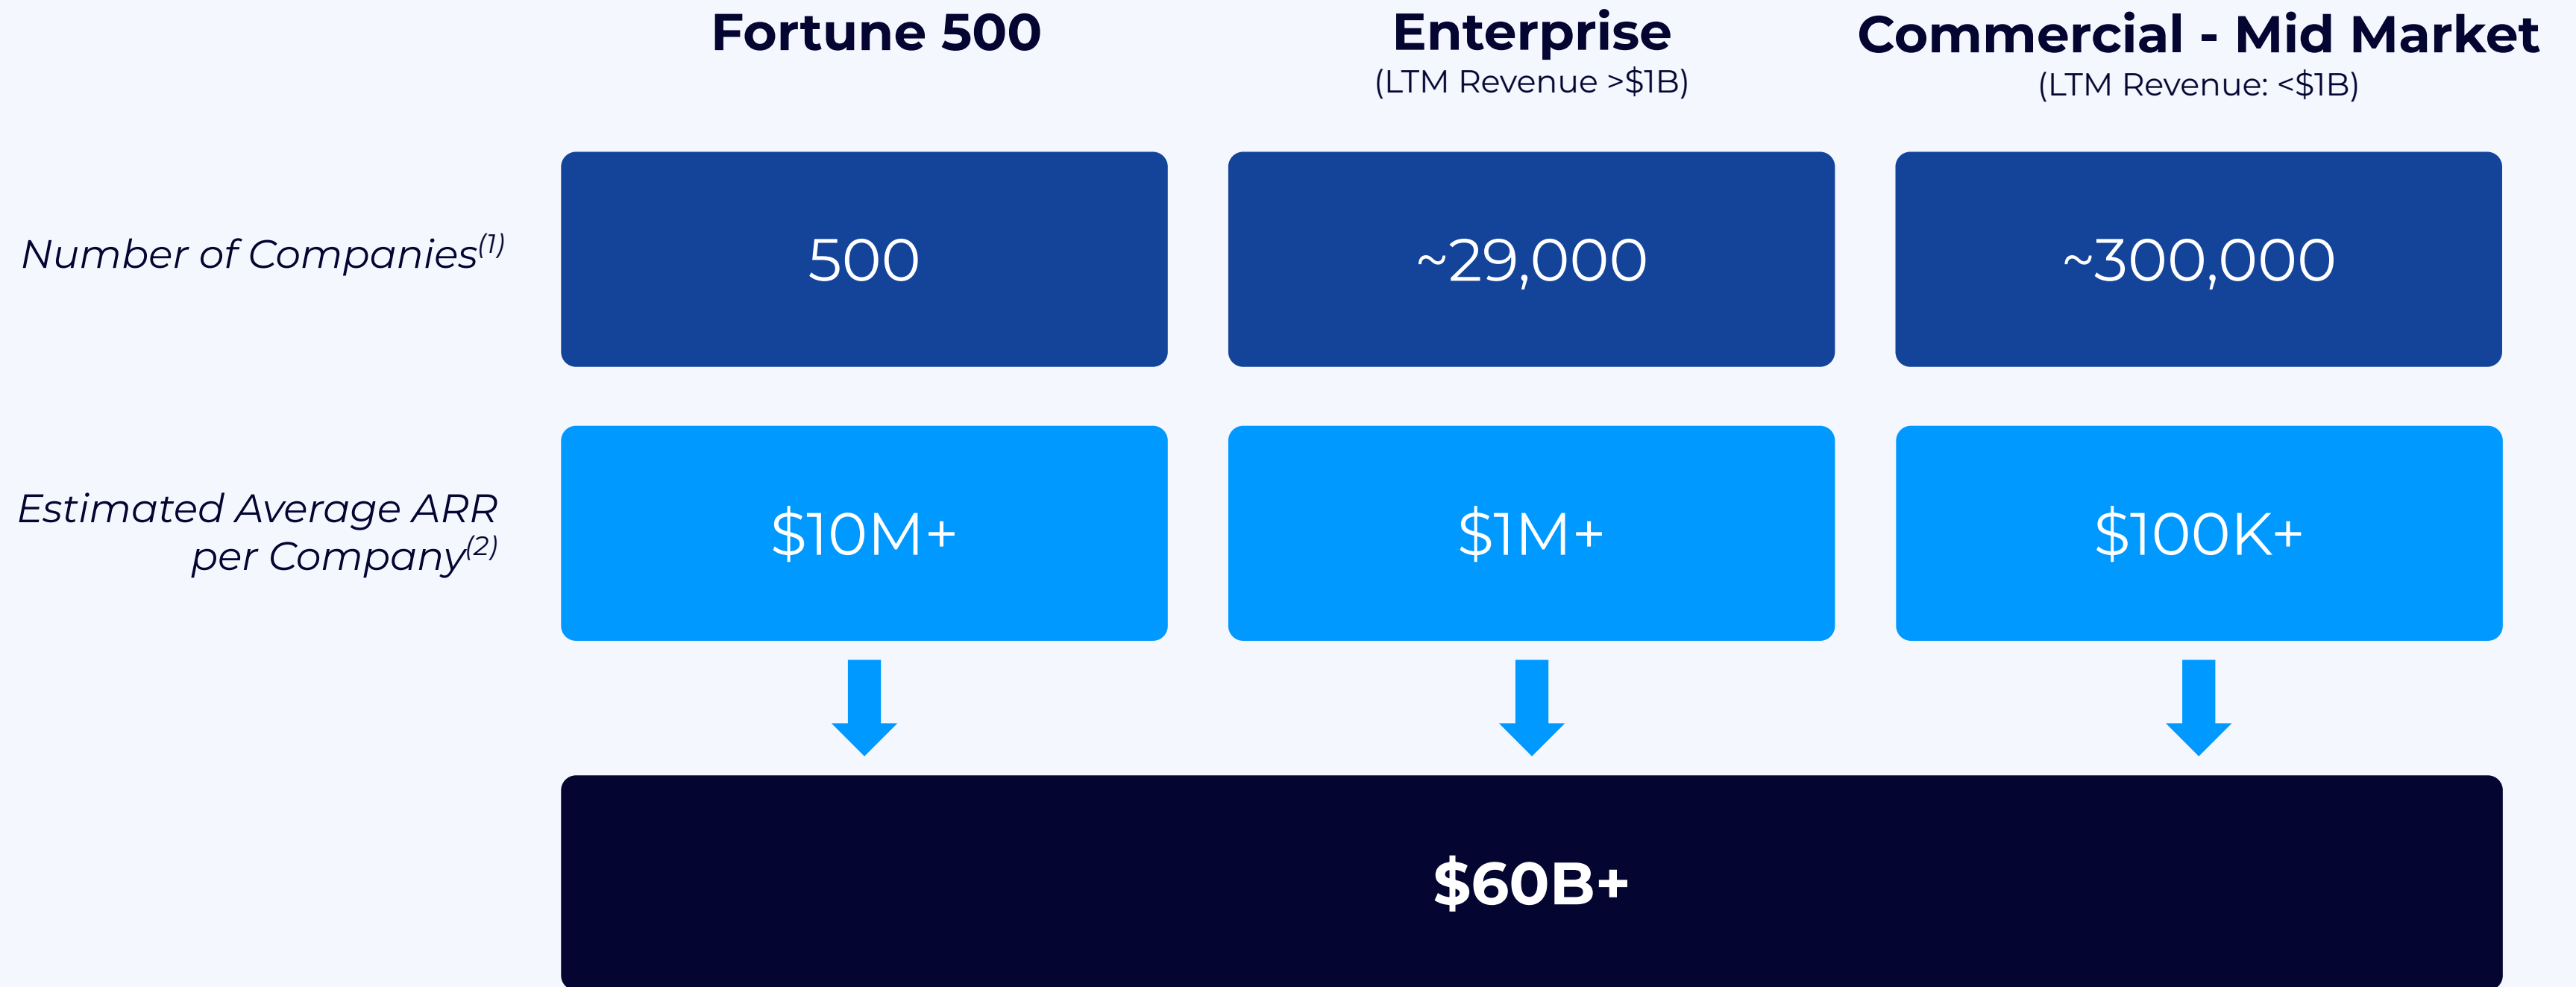 Fortune 500
Enterprise
(LTM Revenue >$1B)
Commercial - Mid Market
(LTM Revenue: <$1B)
Number of Companies(1)
500
~29,000
~300,000
Estimated Average ARR
per Company(2)
$10M+
$1M+
$100K+
$60B+